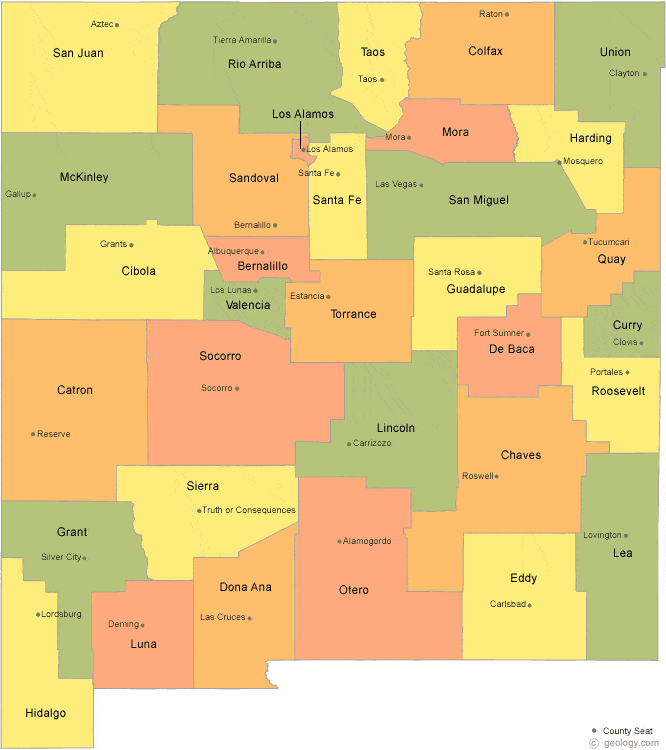 Raton
Aztec
San Juan
Tierra Amarilla
Rio Arriba
Taos
Taos
Colfax
Union
Clayton
Los Alamos
Mora
Mora
Harding
Mosquero
Los Alamos
McKinley
Gallup
Sandoval
Santa Fe
Santa Fe
Las Vegas
San Miguel
Bernalillo
Grants
Cibola
Albuquerque
Bernalillo
Tucumcari
Quay
Santa Rosa
Guadalupe
Los Lunas
Valencia
Estancia
Torrance
Curry
Clovis
Fort Sumner
De Baca
Socorro
Socorro
Portales
Roosevelt
Catron
Reserve
Lincoln
Carrizozo
Chaves
Roswell
Sierra
Truth or Consequences
Grant
Silver City
Alamogordo
Otero
Lovington
Lea
Dona Ana
Las Cruces
Eddy
Carlsbad
Lordsburg
Deming
Luna
Hidalgo
County Seat
© geology.com